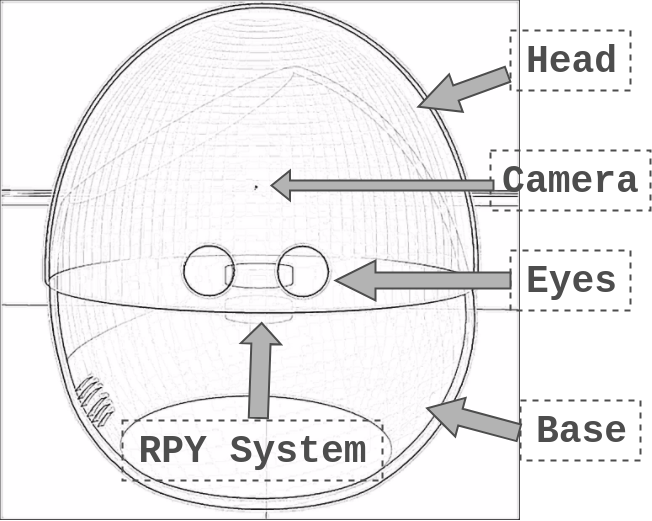 Head
Camera
Eyes
Base
RPY System